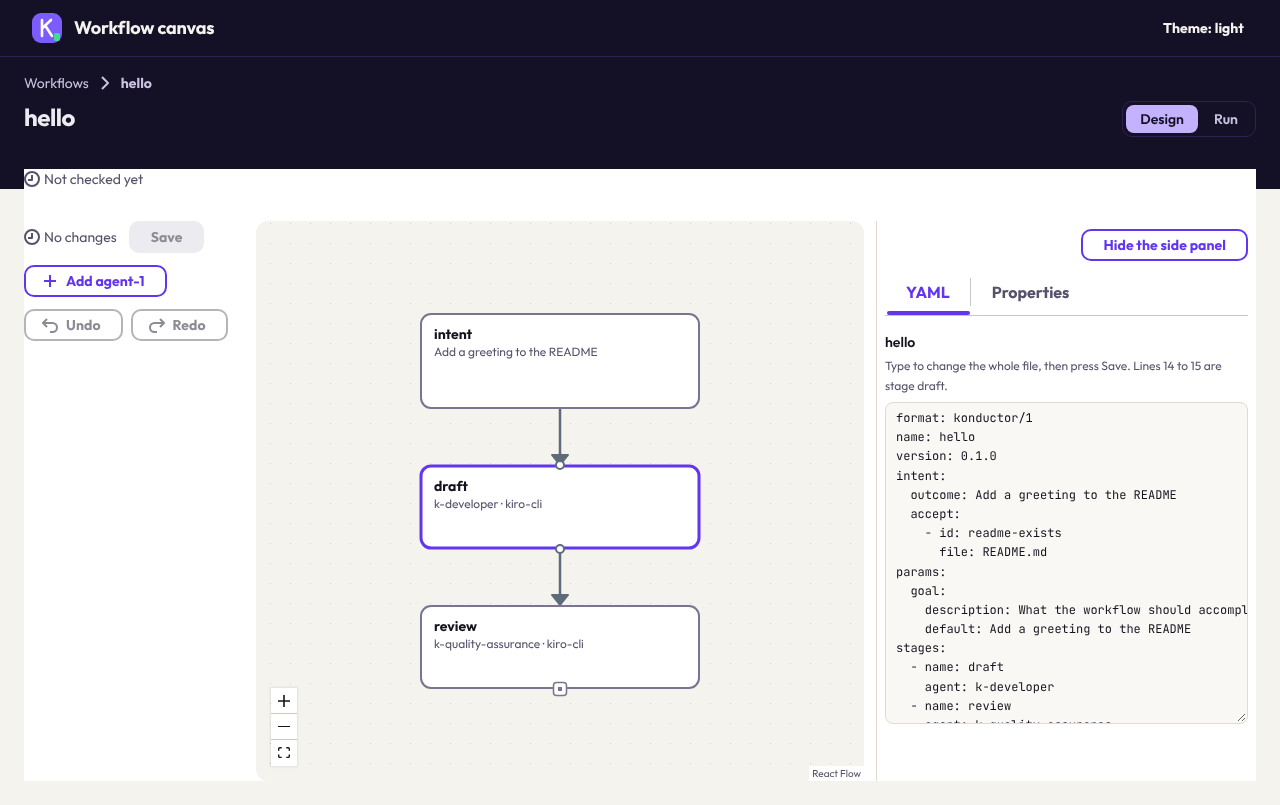 Workflow canvas
Theme: light
Workflows
hello
hello
Design
Run
Not checked yet
No changes
Save
Add agent-1
Undo
Redo
intent
Add a greeting to the README
draft
k-developer · kiro-cli
review
k-quality-assurance · kiro-cli
React Flow
Hide the side panel
YAML
Properties
hello
Type to change the whole file, then press Save. Lines 14 to 15 are
stage draft.
format: konductor/1
name: hello
version: 0.1.0
intent:
  outcome: Add a greeting to the README
  accept:
    - id: readme-exists
      file: README.md
params:
  goal:
    description: What the workflow should accompl
    default: Add a greeting to the README
stages:
  - name: draft
    agent: k-developer
  - name: review
    agent: k-quality-assurance